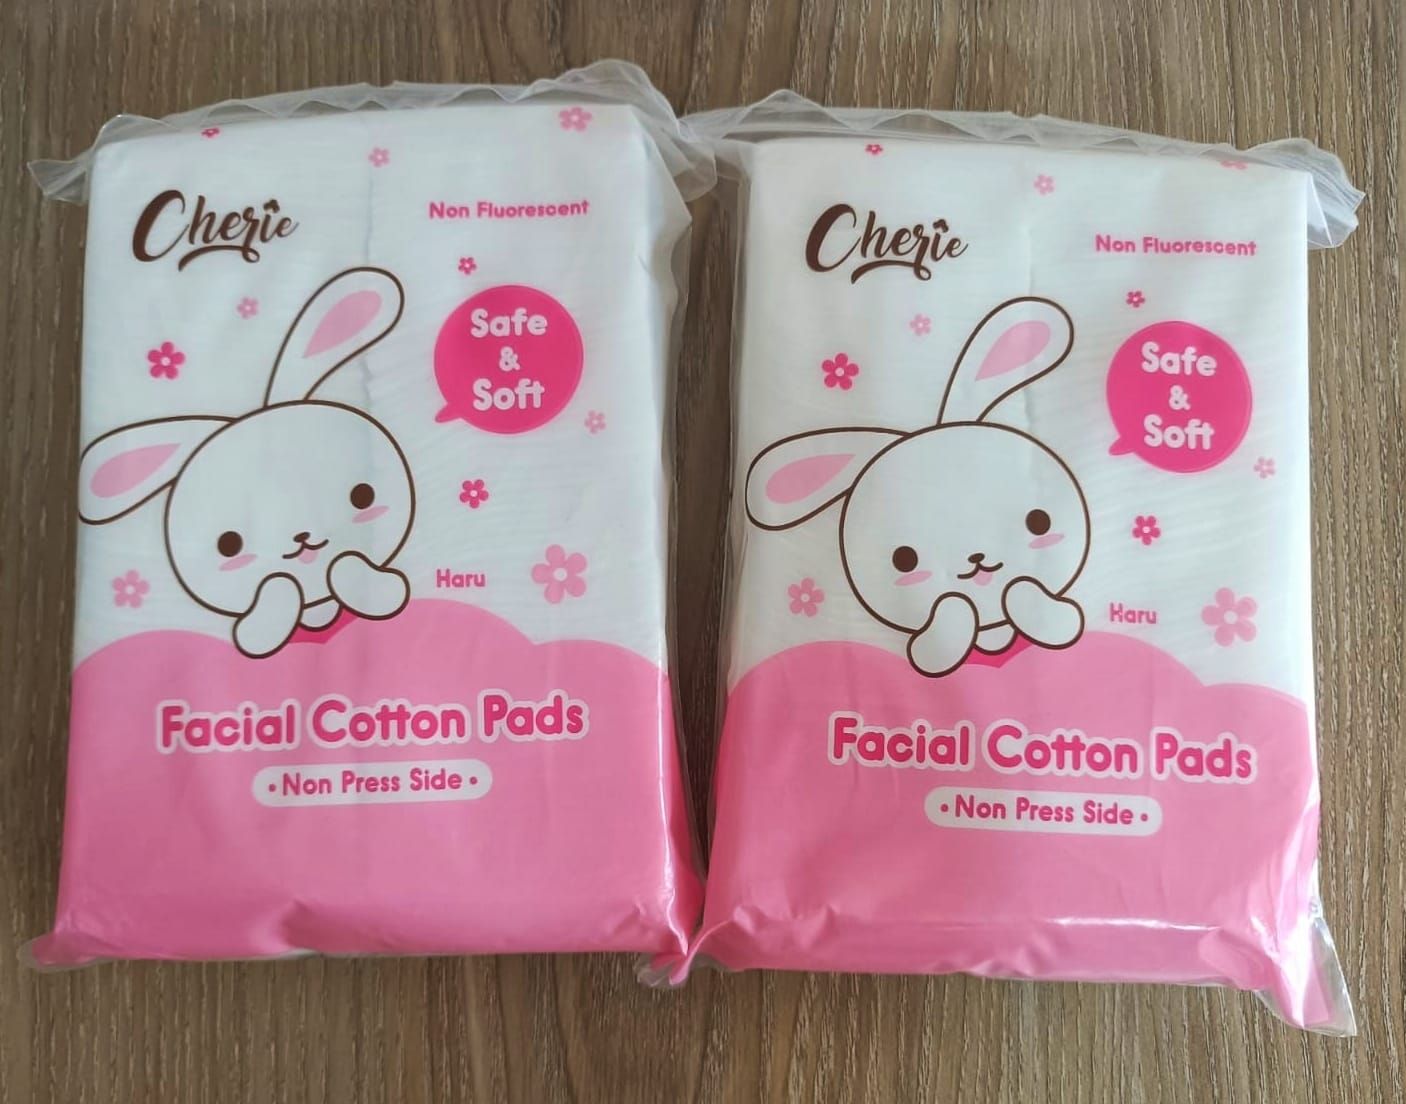 Cherie
Non Fluorescent
Safe
&
Soft
Haru
Facial Cotton Pads
• Non Press Side •
Cherie
Non Fluorescent
Safe
&
Soft
Haru
Facial Cotton Pads
• Non Press Side •